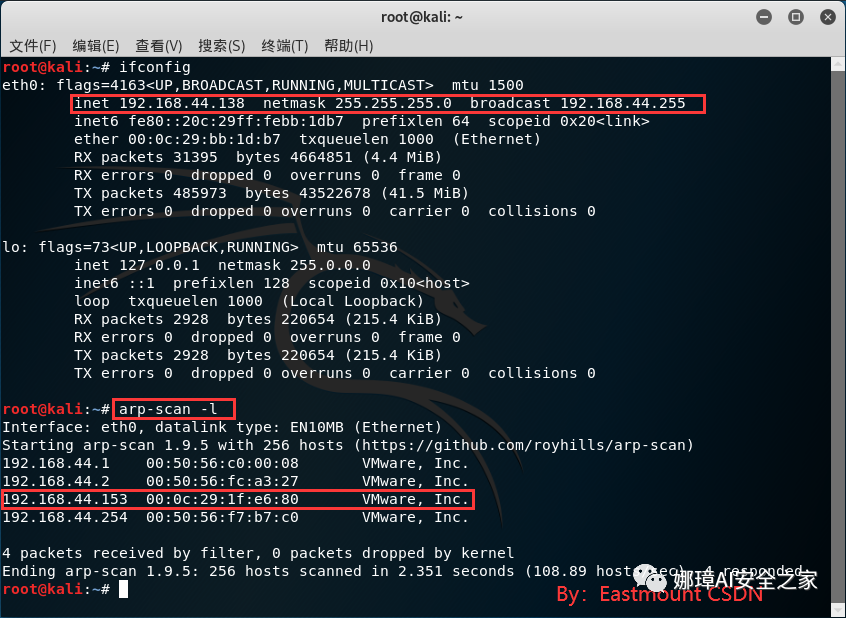 root@kali: ~
文件(F) 编辑(E) 查看(V) 搜索(S) 终端(T) 帮助(H)
root@kali:~# ifconfig
eth0: flags=4163<UP,BROADCAST,RUNNING,MULTICAST>  mtu 1500
        inet 192.168.44.138  netmask 255.255.255.0  broadcast 192.168.44.255
        inet6 fe80::20c:29ff:febb:1db7  prefixlen 64  scopeid 0x20<link>
        ether 00:0c:29:bb:1d:b7  txqueuelen 1000  (Ethernet)
        RX packets 31395  bytes 4664851 (4.4 MiB)
        RX errors 0  dropped 0  overruns 0  frame 0
        TX packets 485973  bytes 43522678 (41.5 MiB)
        TX errors 0  dropped 0 overruns 0  carrier 0  collisions 0
lo: flags=73<UP,LOOPBACK,RUNNING>  mtu 65536
        inet 127.0.0.1  netmask 255.0.0.0
        inet6 ::1  prefixlen 128  scopeid 0x10<host>
        loop  txqueuelen 1000  (Local Loopback)
        RX packets 2928  bytes 220654 (215.4 KiB)
        RX errors 0  dropped 0  overruns 0  frame 0
        TX packets 2928  bytes 220654 (215.4 KiB)
        TX errors 0  dropped 0 overruns 0  carrier 0  collisions 0
root@kali:~# arp-scan -l
Interface: eth0, datalink type: EN10MB (Ethernet)
Starting arp-scan 1.9.5 with 256 hosts (https://github.com/royhills/arp-scan)
192.168.44.1    00:50:56:c0:00:08       VMware, Inc.
192.168.44.2    00:50:56:fc:a3:27       VMware, Inc.
192.168.44.153  00:0c:29:1f:e6:80       VMware, Inc.
192.168.44.254  00:50:56:f7:b7:c0       VMware, Inc.
4 packets received by filter, 0 packets dropped by kernel
Ending arp-scan 1.9.5: 256 hosts scanned in 2.351 seconds (108.89 hosts/sec). 4 responded
root@kali:~#
娜璋AI安全之家
By: Eastmount CSDN